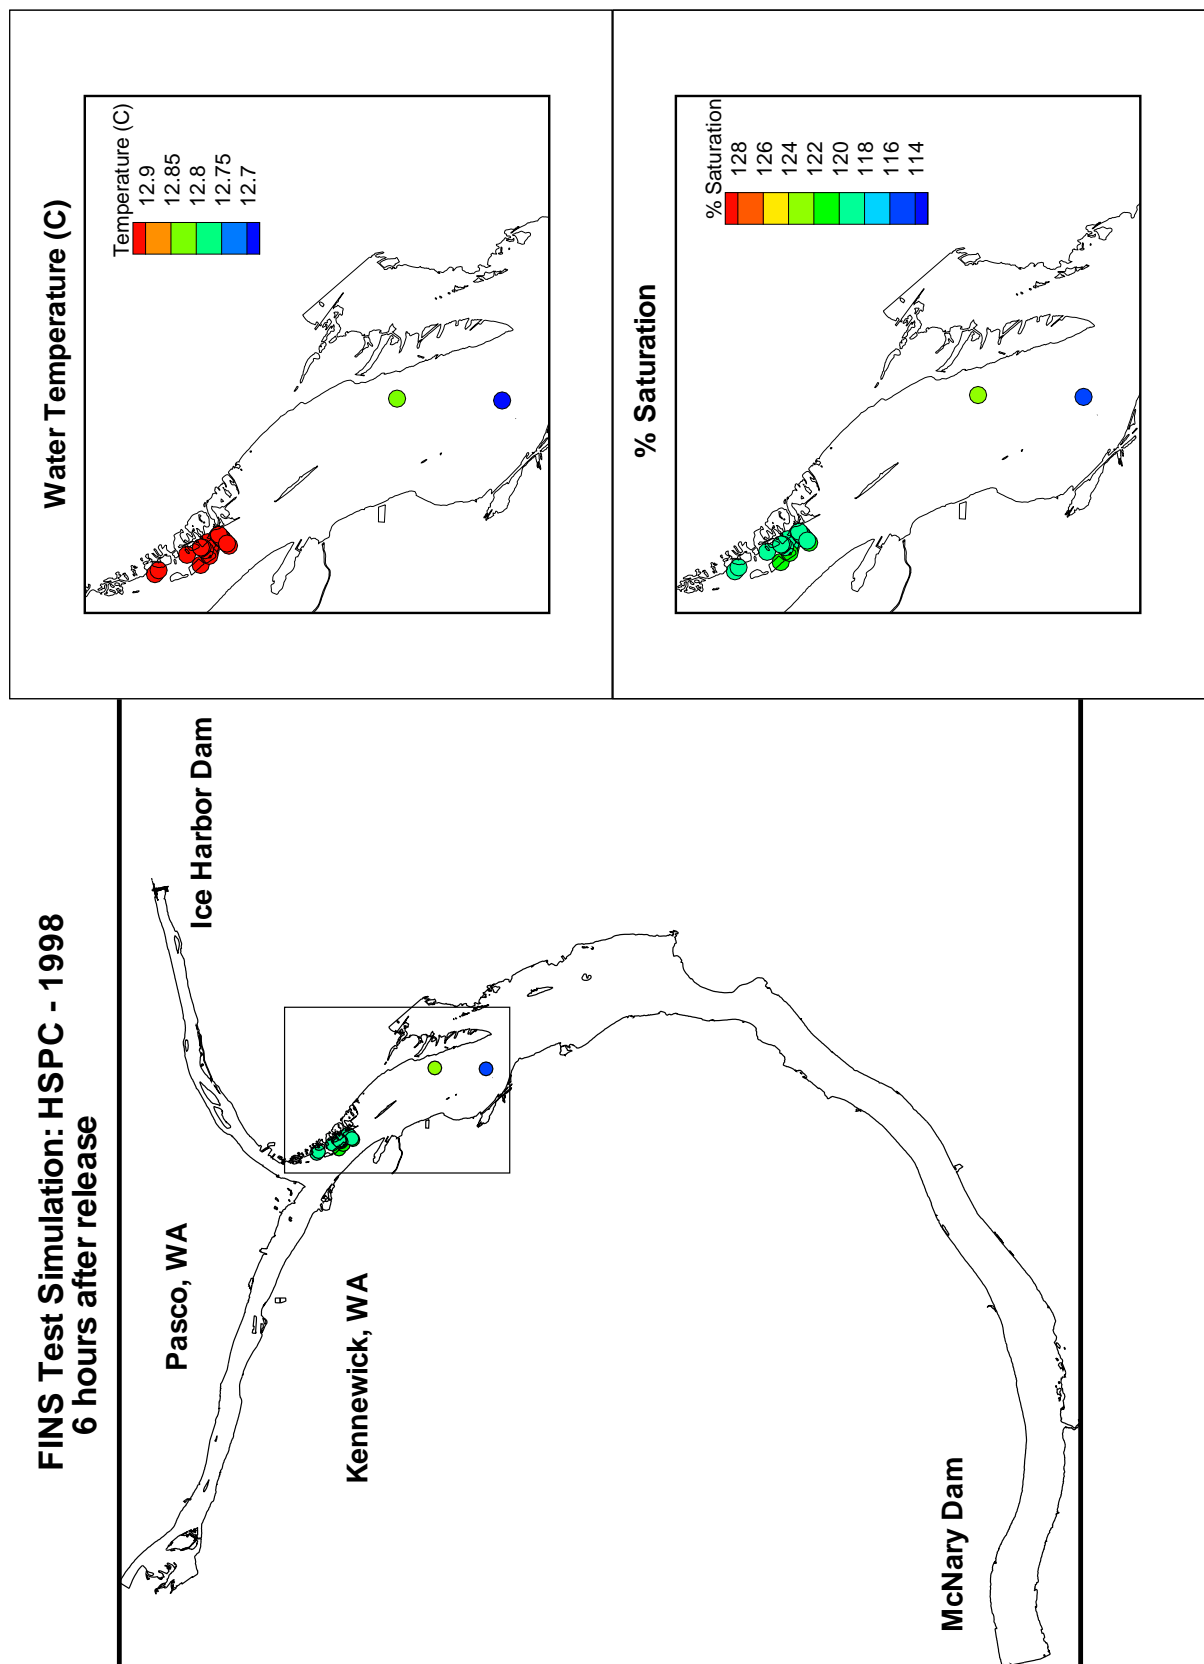 FINS Test Simulation: HSPC - 1998
6 hours after release
Pasco, WA
Kennewick, WA
Ice Harbor Dam
McNary Dam
Water Temperature (C)
Temperature (C)
12.9
12.85
12.8
12.75
12.7
% Saturation
% Saturation
128
126
124
122
120
118
116
114